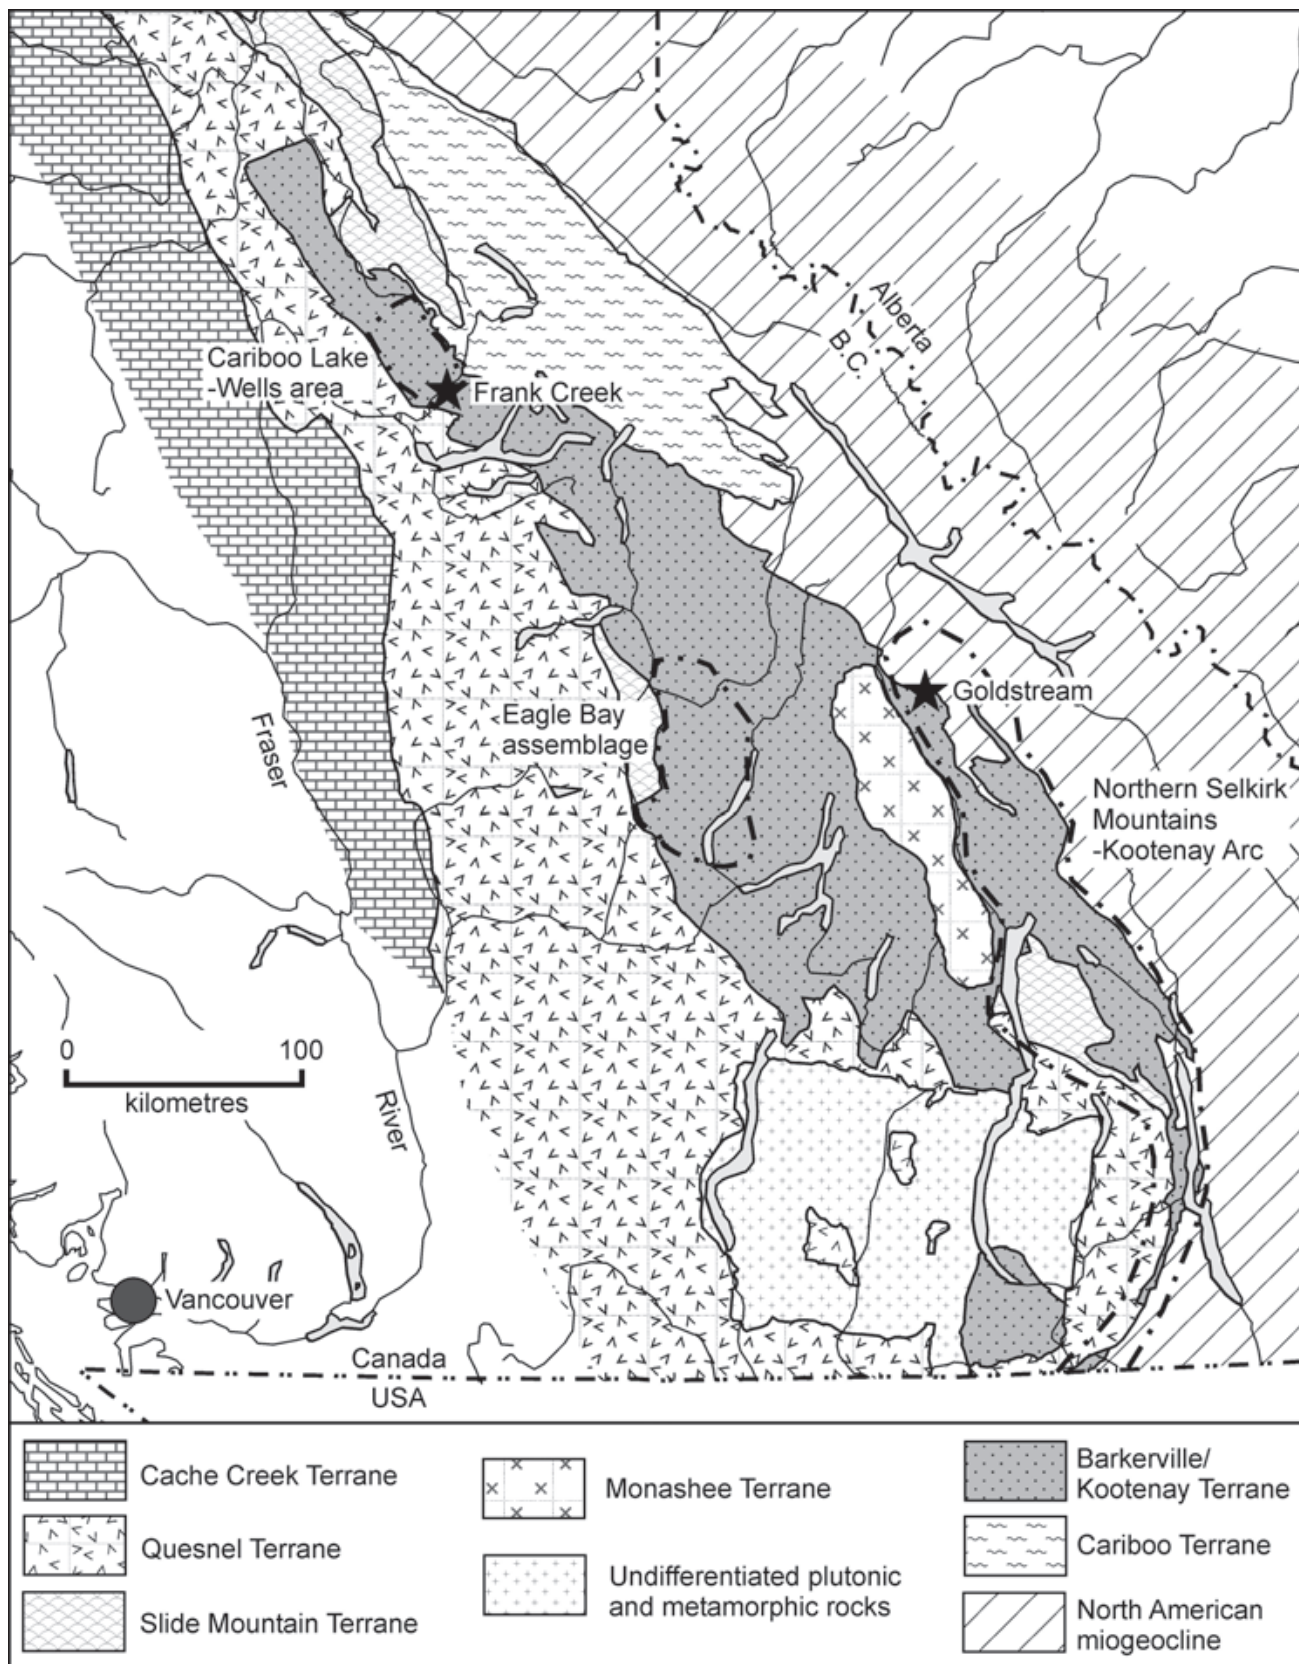 Alberta
B.C.
Cariboo Lake
-Wells area
Frank Creek
Goldstream
Eagle Bay
assemblage
Fraser
Northern Selkirk
Mountains
-Kootenay Arc
0 100
kilometres
River
Vancouver
Canada
USA
Cache Creek Terrane
Quesnel Terrane
Slide Mountain Terrane
Monashee Terrane
Undifferentiated plutonic
and metamorphic rocks
Barkerville/
Kootenay Terrane
Cariboo Terrane
North American
miogeocline